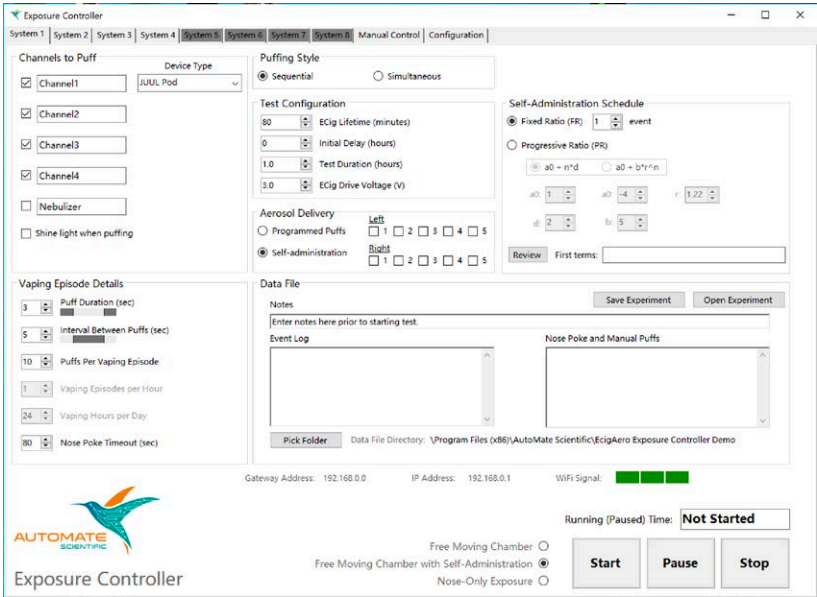 Exposure Controller
System 1 System 2 System 3 System 4 System 5 System 6 System 7 System 8 Manual Control Configuration
Channels to Puff
Device Type
Channel1
JUUL Pod
Channel2
Channel3
Channel4
Nebulizer
Shine light when puffing
Puffing Style
Sequential Simultaneous
Test Configuration
80 ECig Lifetime (minutes)
0 Initial Delay (hours)
1.0 Test Duration (hours)
3.0 ECig Drive Voltage (V)
Aerosol Delivery
Programmed Puffs
Self-administration
Left
1 2 3 4 5
Right
1 2 3 4 5
Self-Administration Schedule
Fixed Ratio (FR) 1 event
Progressive Ratio (PR)
a0 + n*d a0 + b*r^n
a0: 1 a0: -4 r: 1.22
d: 2 b: 5
Review First terms:
Vaping Episode Details
3 Puff Duration (sec)
5 Interval Between Puffs (sec)
10 Puffs Per Vaping Episode
1 Vaping Episodes per Hour
24 Vaping Hours per Day
80 Nose Poke Timeout (sec)
Data File
Notes
Save Experiment Open Experiment
Enter notes here prior to starting test.
Event Log Nose Poke and Manual Puffs
Pick Folder Data File Directory: \Program Files (x86)\AutoMate Scientific\EcigAero Exposure Controller Demo
Gateway Address: 192.168.0.0 IP Address: 192.168.0.1 WiFi Signal:
AUTOMATE
SCIENTIFIC
Exposure Controller
Running (Paused) Time: Not Started
Free Moving Chamber
Free Moving Chamber with Self-Administration
Nose-Only Exposure
Start Pause Stop